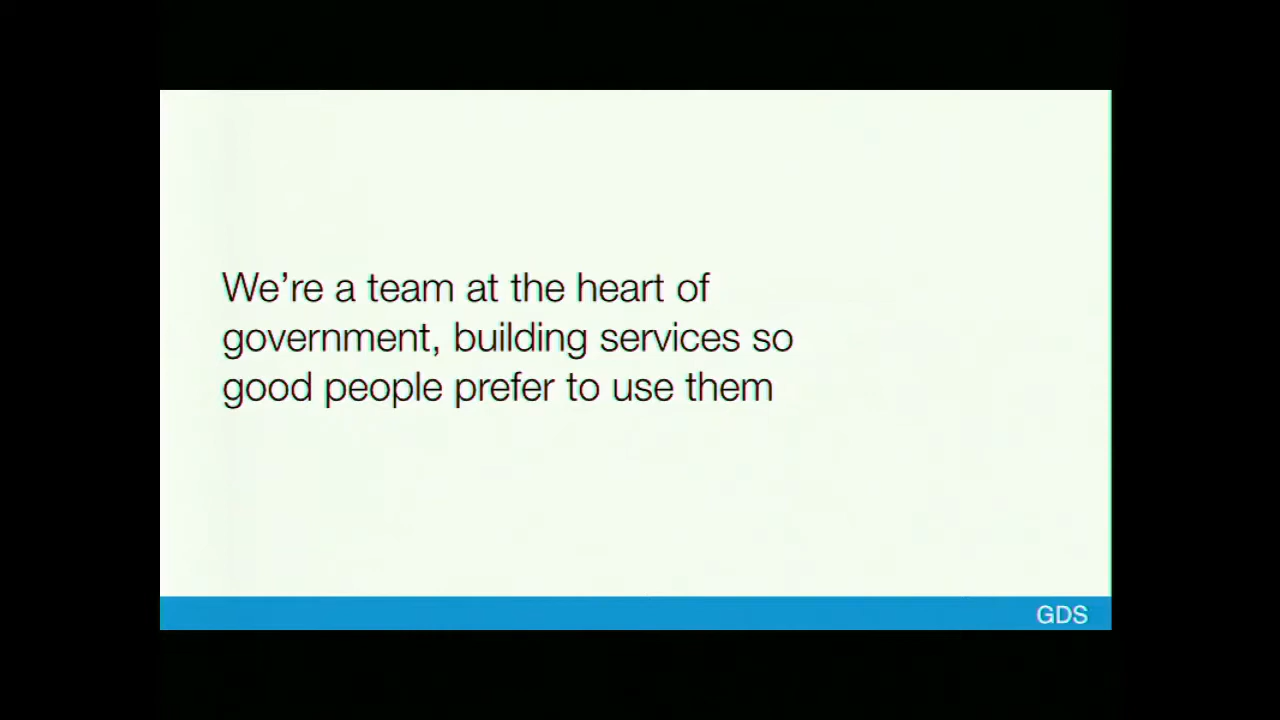 We’re a team at the heart of
government, building services so
good people prefer to use them
GDS